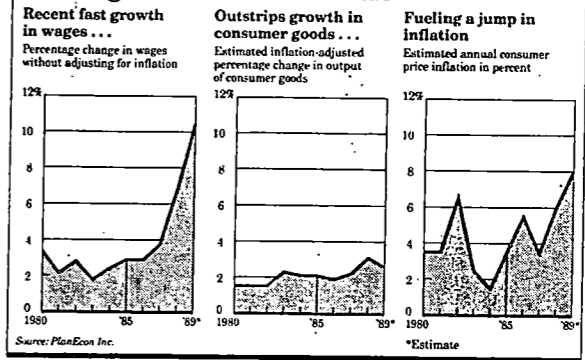 Recent fast growth
in wages . . .
Percentage change in wages
without adjusting for inflation
12%
10
8
6
4
2
0
1980
'85
'89*
Source: PlanEcon Inc.
Outstrips growth in
consumer goods . . .
Estimated inflation-adjusted
percentage change in output
of consumer goods
12%
10
8
6
4
2
0
1980
'85
'89*
Fueling a jump in
inflation
Estimated annual consumer
price inflation in percent
12%
10
8
6
4
2
0
1980
'85
'89*
*Estimate